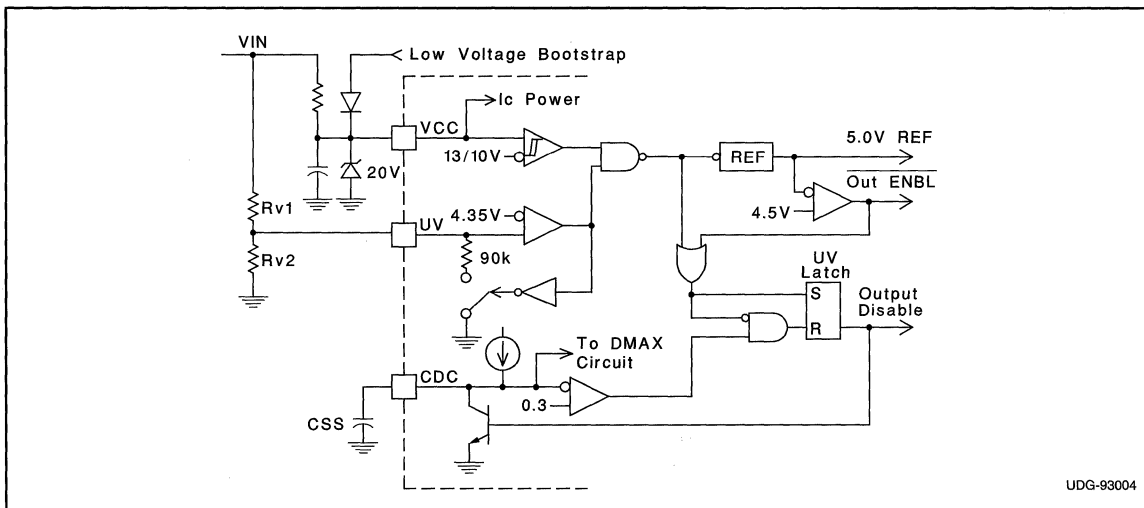 VIN
Low Voltage Bootstrap
Ic Power
VCC
13/10V
20V
REF
5.0V REF
Out ENBL
4.5V
Rv1
4.35V
UV
Rv2
90k
UV
Latch
S
R
Output
Disable
To DMAX
Circuit
CDC
0.3
CSS
UDG-93004